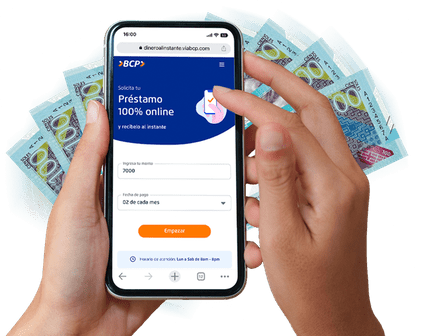 16:00
dineroalinstante.viabcp.com
BCP
Solicita tu
Préstamo
100% online
y recíbelo al instante
Ingresa tu monto
7000
Fecha de pago
02 de cada mes
Empezar
Horario de atención: Lun a Sáb de 8am - 8pm.